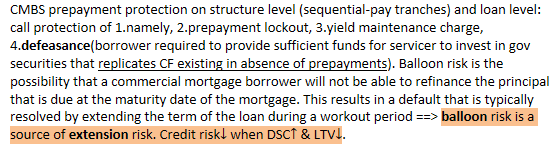 CMBS prepayment protection on structure level (sequential-pay tranches) and loan level:
call protection of 1.namely, 2.prepayment lockout, 3.yield maintenance charge,
4.defeasance(borrower required to provide sufficient funds for servicer to invest in gov
securities that replicates CF existing in absence of prepayments). Balloon risk is the
possibility that a commercial mortgage borrower will not be able to refinance the principal
that is due at the maturity date of the mortgage. This results in a default that is typically
resolved by extending the term of the loan during a workout period ==> balloon risk is a
source of extension risk. Credit risk↓ when DSC↑ & LTV↓.